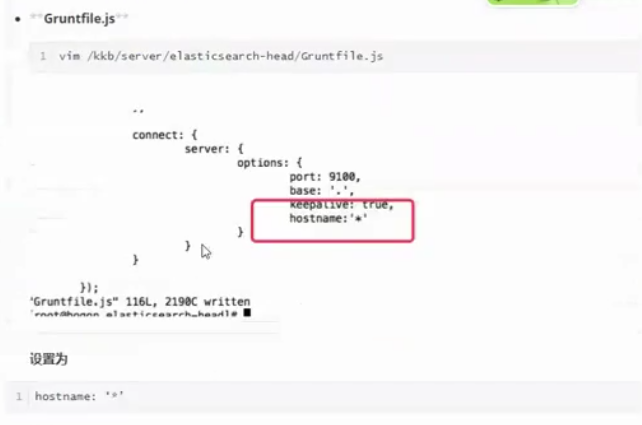 **Gruntfile.js**
1 vim /kkb/server/elasticsearch-head/Gruntfile.js
connect: {
server: {
options: {
port: 9100,
base: '.',
keepalive: true,
hostname:'*'
}
}
}
});
"Gruntfile.js" 116L, 2190C written
[root@bogon elasticsearch-head]#
设置为
1 hostname: '*'